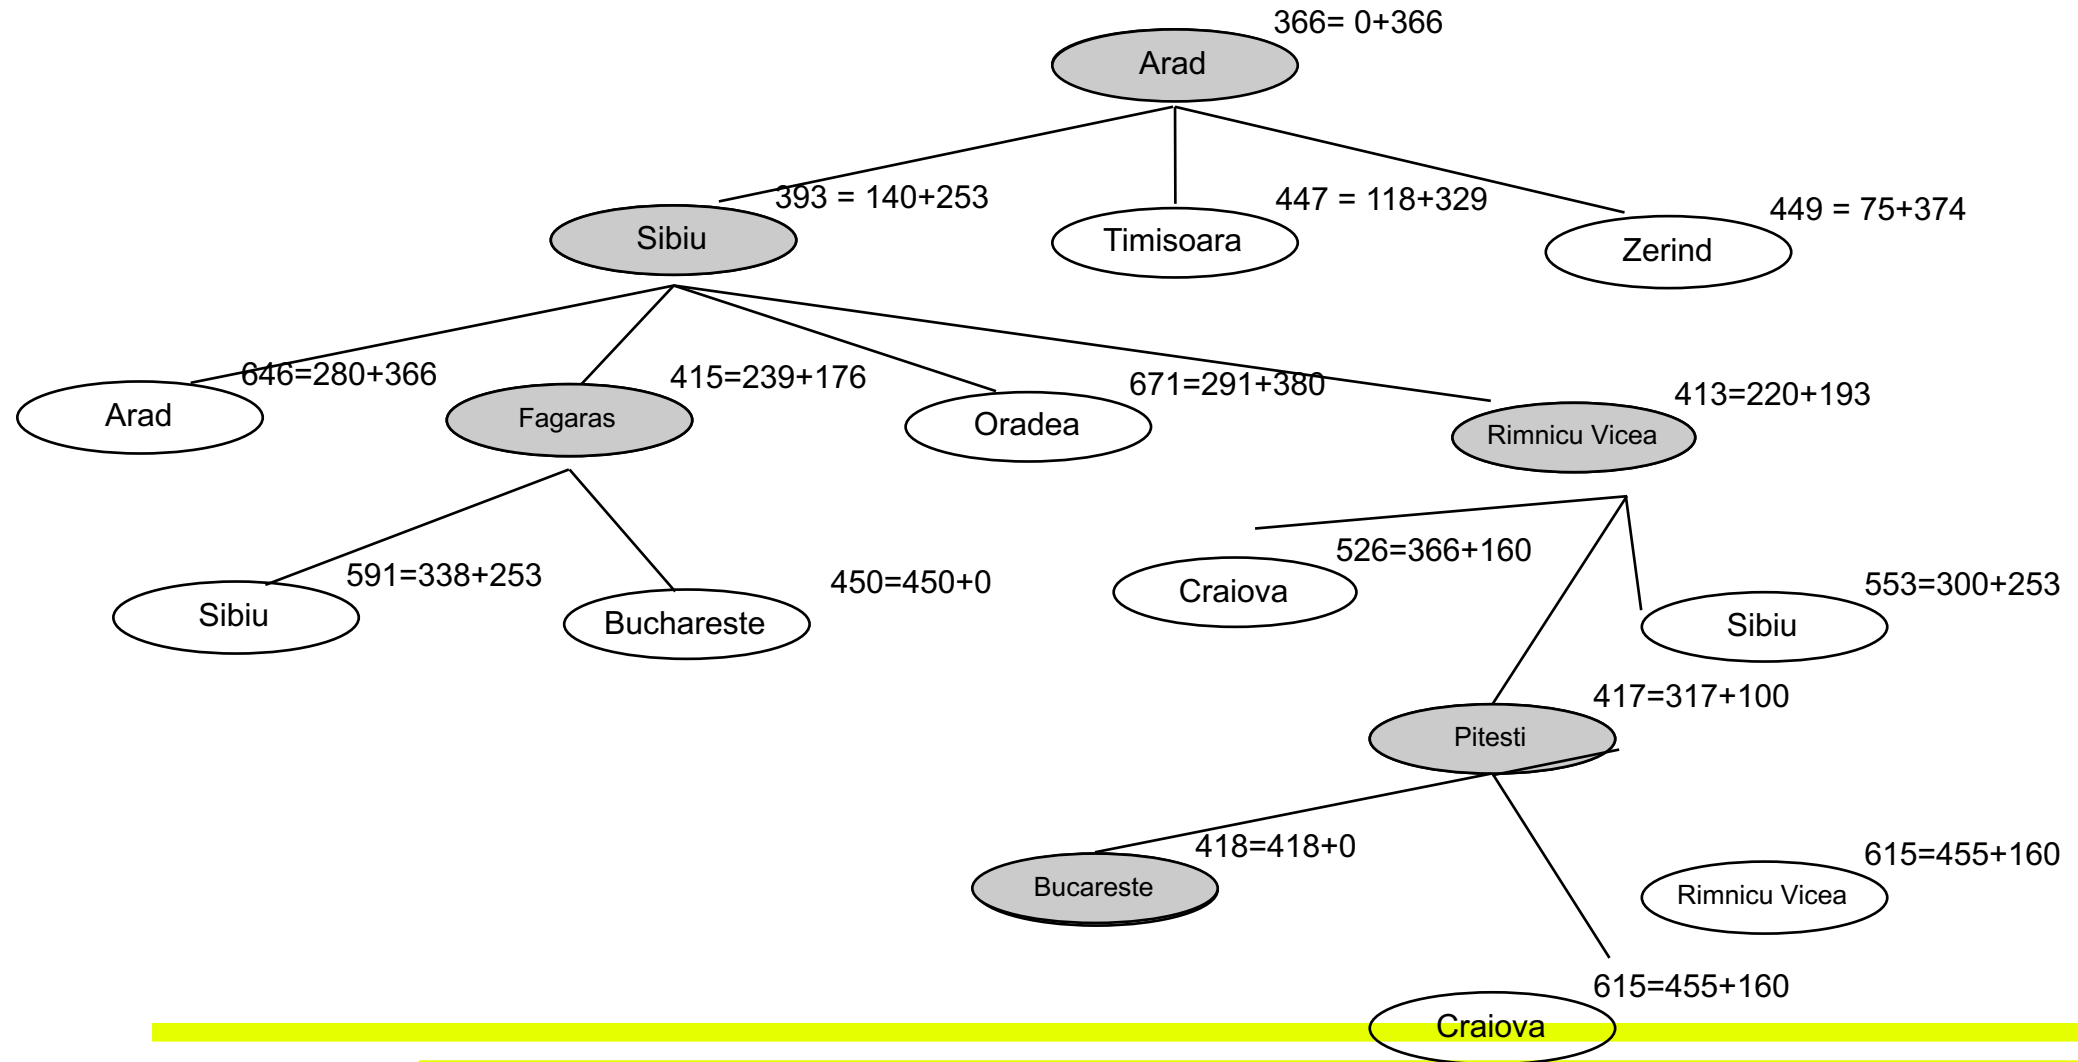 366= 0+366
Arad
393 = 140+253
Sibiu
447 = 118+329
Timisoara
449 = 75+374
Zerind
646=280+366
Arad
415=239+176
Fagaras
671=291+380
Oradea
413=220+193
Rimnicu Vicea
591=338+253
Sibiu
450=450+0
Buchareste
526=366+160
Craiova
553=300+253
Sibiu
417=317+100
Pitesti
418=418+0
Bucareste
615=455+160
Rimnicu Vicea
615=455+160
Craiova